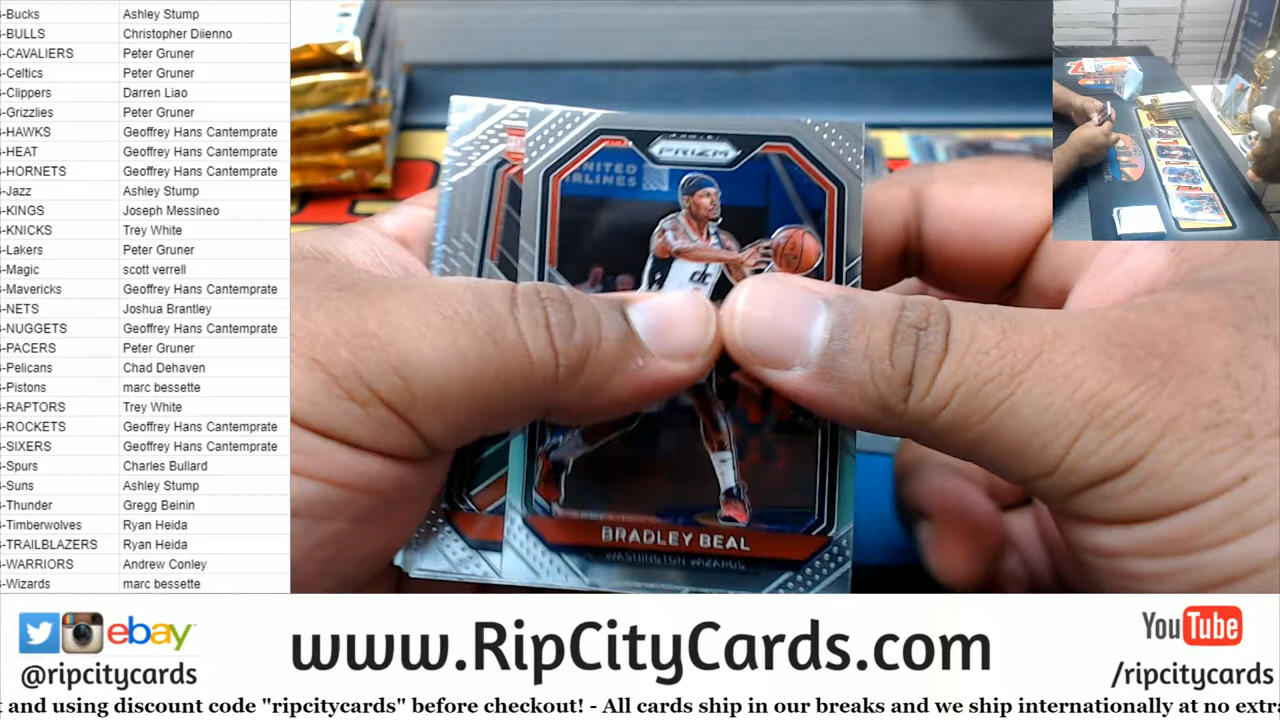 -Bucks Ashley Stump
-BULLS Christopher Diienno
-CAVALIERS Peter Gruner
-Celtics Peter Gruner
-Clippers Darren Liao
-Grizzlies Peter Gruner
-HAWKS Geoffrey Hans Cantemprate
-HEAT Geoffrey Hans Cantemprate
-HORNETS Geoffrey Hans Cantemprate
-Jazz Ashley Stump
-KINGS Joseph Messineo
-KNICKS Trey White
-Lakers Peter Gruner
-Magic scott verrell
-Mavericks Geoffrey Hans Cantemprate
-NETS Joshua Brantley
-NUGGETS Geoffrey Hans Cantemprate
-PACERS Peter Gruner
-Pelicans Chad Dehaven
-Pistons marc bessette
-RAPTORS Trey White
-ROCKETS Geoffrey Hans Cantemprate
-SIXERS Geoffrey Hans Cantemprate
-Spurs Charles Bullard
-Suns Ashley Stump
-Thunder Gregg Beinin
-Timberwolves Ryan Heida
-TRAILBLAZERS Ryan Heida
-WARRIORS Andrew Conley
-Wizards marc bessette
PANINI
PRIZM
UNITED
AIRLINES
dc
BRADLEY BEAL
WASHINGTON WIZARDS
ebay
@ripcitycards
www.RipCityCards.com
YouTube
/ripcitycards
t and using discount code "ripcitycards" before checkout! - All cards ship in our breaks and we ship internationally at no extra